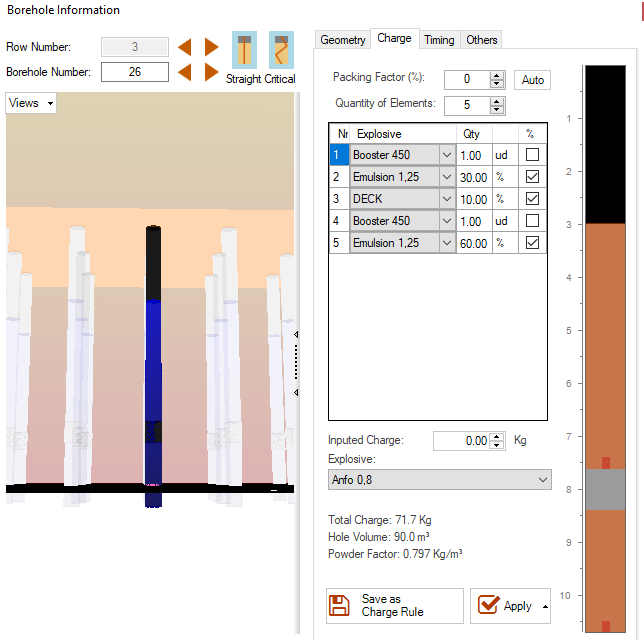 Borehole Information
Row Number: 3
Borehole Number: 26
Straight Critical
Views
Geometry Charge Timing Others
Packing Factor (%): 0 Auto
Quantity of Elements: 5
Nr Explosive Qty %
1 Booster 450 1.00 ud
2 Emulsion 1,25 30.00 %
3 DECK 10.00 %
4 Booster 450 1.00 ud
5 Emulsion 1,25 60.00 %
Inputed Charge: 0.00 Kg
Explosive:
Anfo 0,8
Total Charge: 71.7 Kg
Hole Volume: 90.0 m³
Powder Factor: 0.797 Kg/m³
Save as
Charge Rule
Apply
1
2
3
4
5
6
7
8
9
10